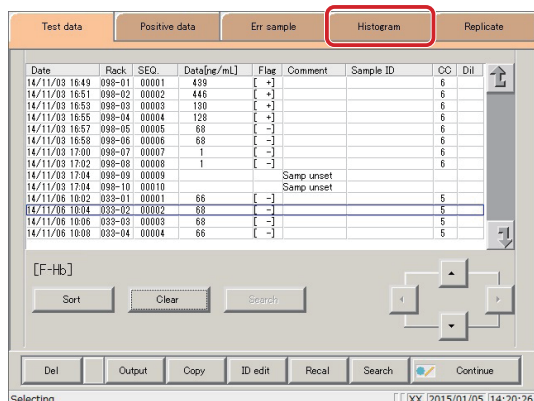 Test data Positive data Err sample Histogram Replicate
Date Rack SEQ. Data[ng/mL] Flag Comment Sample ID CC Dil
14/11/03 16:49 098-01 00001 439 [ +] 6
14/11/03 16:51 098-02 00002 446 [ +] 6
14/11/03 16:53 098-03 00003 130 [ +] 6
14/11/03 16:55 098-04 00004 128 [ +] 6
14/11/03 16:57 098-05 00005 68 [ -] 6
14/11/03 16:58 098-06 00006 68 [ -] 6
14/11/03 17:00 098-07 00007 1 [ -] 6
14/11/03 17:02 098-08 00008 1 [ -] 6
14/11/03 17:04 098-09 00009 Samp unset
14/11/03 17:04 098-10 00010 Samp unset
14/11/06 10:02 033-01 00001 66 [ -] 5
14/11/06 10:04 033-02 00002 68 [ -] 5
14/11/06 10:06 033-03 00003 68 [ -] 5
14/11/06 10:08 033-04 00004 66 [ -] 5
[F-Hb]
Sort Clear Search
Del Output Copy ID edit Recal Search Continue
Selecting [ [ XX 2015/01/05 14:20:26